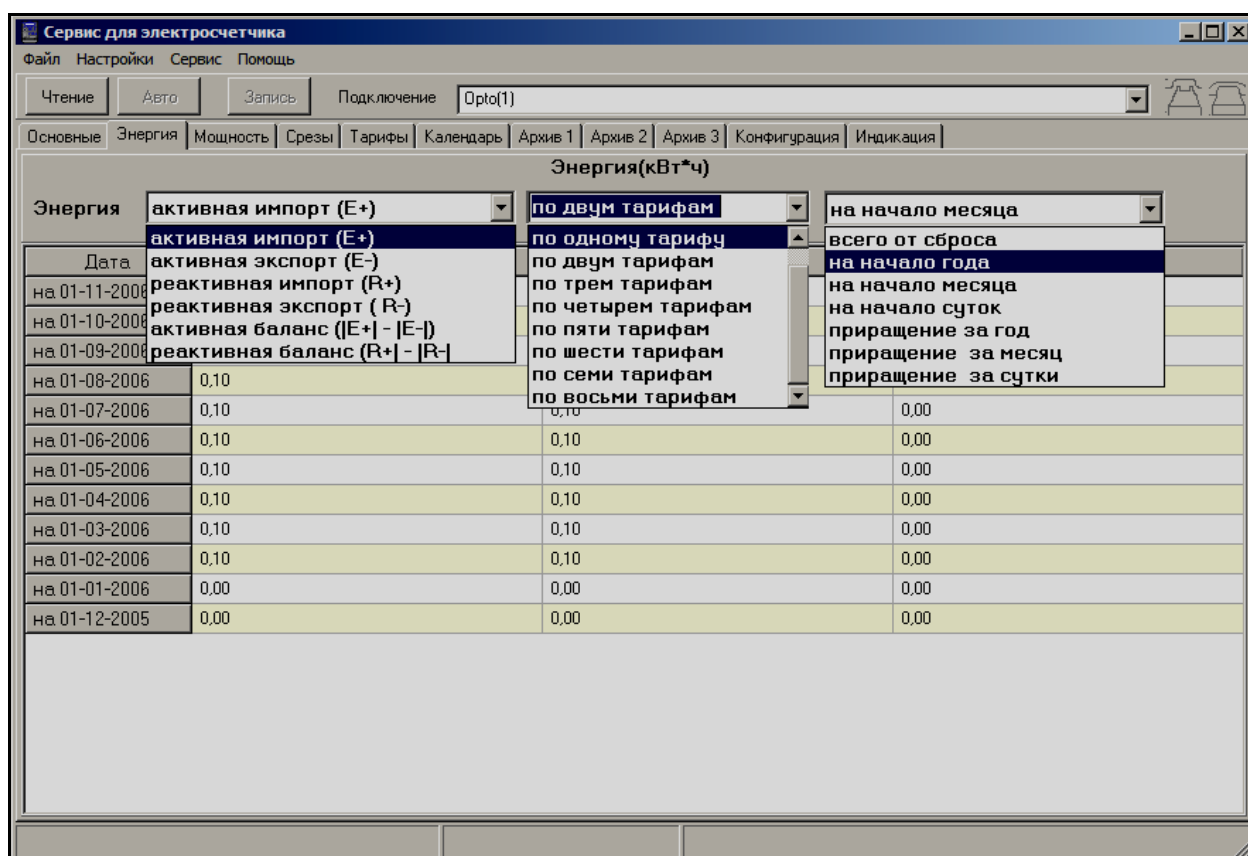 Сервис для электросчетчика
Файл Настройки Сервис Помощь
Чтение Авто Запись Подключение Opto(1)
Основные Энергия Мощность Срезы Тарифы Календарь Архив 1 Архив 2 Архив 3 Конфигурация Индикация
Энергия(кВт*ч)
Энергия активная импорт (E+) по двум тарифам на начало месяца
активная импорт (E+) по одному тарифу всего от сброса
Дата активная экспорт (E-) по двум тарифам на начало года
на 01-11-2006 реактивная импорт (R+) по трем тарифам на начало месяца
реактивная экспорт ( R-) по четырем тарифам на начало суток
на 01-10-2006 активная баланс (|E+| - |E-|) по пяти тарифам приращение за год
на 01-09-2006 реактивная баланс (R+| - |R-| по шести тарифам приращение за месяц
на 01-08-2006 0,10 по семи тарифам приращение за сутки
по восьми тарифам
на 01-07-2006 0,10 0,10 0,00
на 01-06-2006 0,10 0,10 0,00
на 01-05-2006 0,10 0,10 0,00
на 01-04-2006 0,10 0,10 0,00
на 01-03-2006 0,10 0,10 0,00
на 01-02-2006 0,10 0,10 0,00
на 01-01-2006 0,00 0,00 0,00
на 01-12-2005 0,00 0,00 0,00